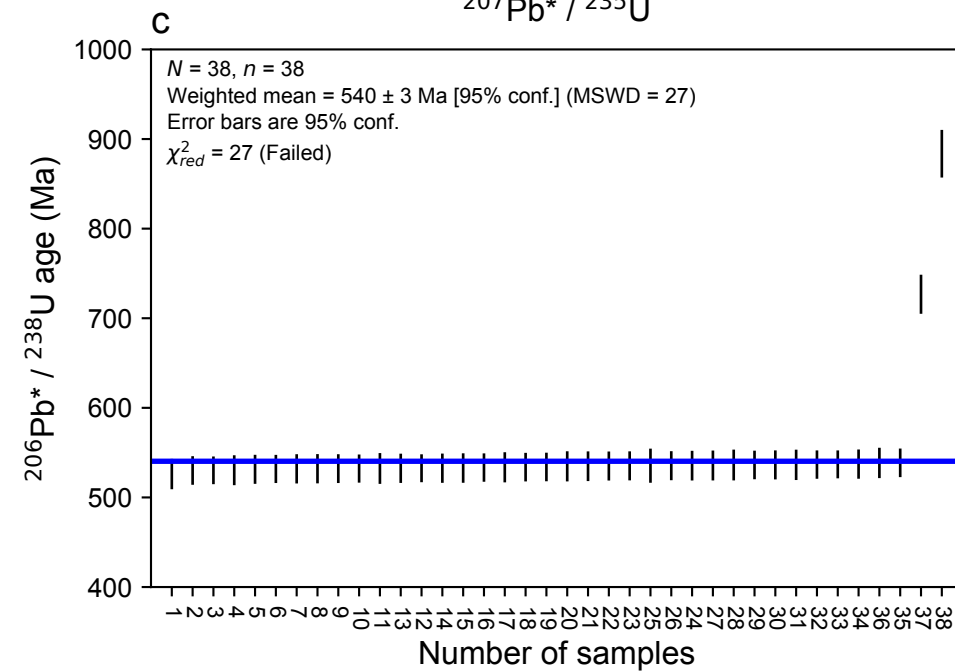 ²⁰⁷Pb* / ²³⁵U
c
N = 38, n = 38
Weighted mean = 540 ± 3 Ma [95% conf.] (MSWD = 27)
Error bars are 95% conf.
χ²red = 27 (Failed)
1000
900
800
700
600
500
400
²⁰⁶Pb* / ²³⁸U age (Ma)
1 2 3 4 5 6 7 8 9 10 11 13 12 14 15 16 17 18 19 20 21 22 23 25 26 24 27 28 29 30 31 32 33 34 36 35 37 38
Number of samples